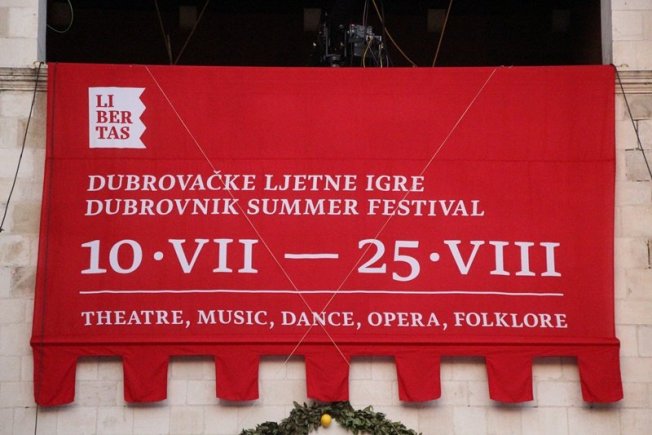 LI
BER
TAS
DUBROVAČKE LJETNE IGRE
DUBROVNIK SUMMER FESTIVAL
10·VII — 25·VIII
THEATRE, MUSIC, DANCE, OPERA, FOLKLORE